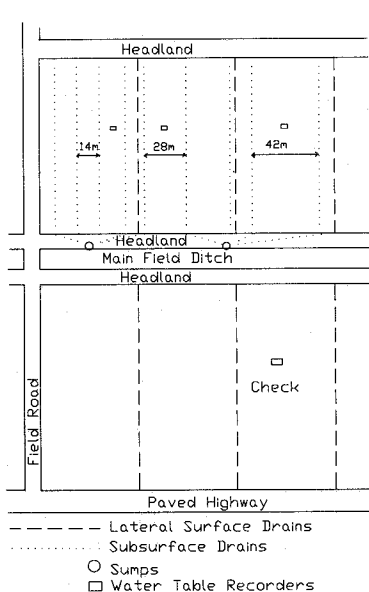 Headland
14m
28m
42m
Headland
Main Field Ditch
Headland
Check
Field Road
Paved Highway
Lateral Surface Drains
Subsurface Drains
Sumps
Water Table Recorders